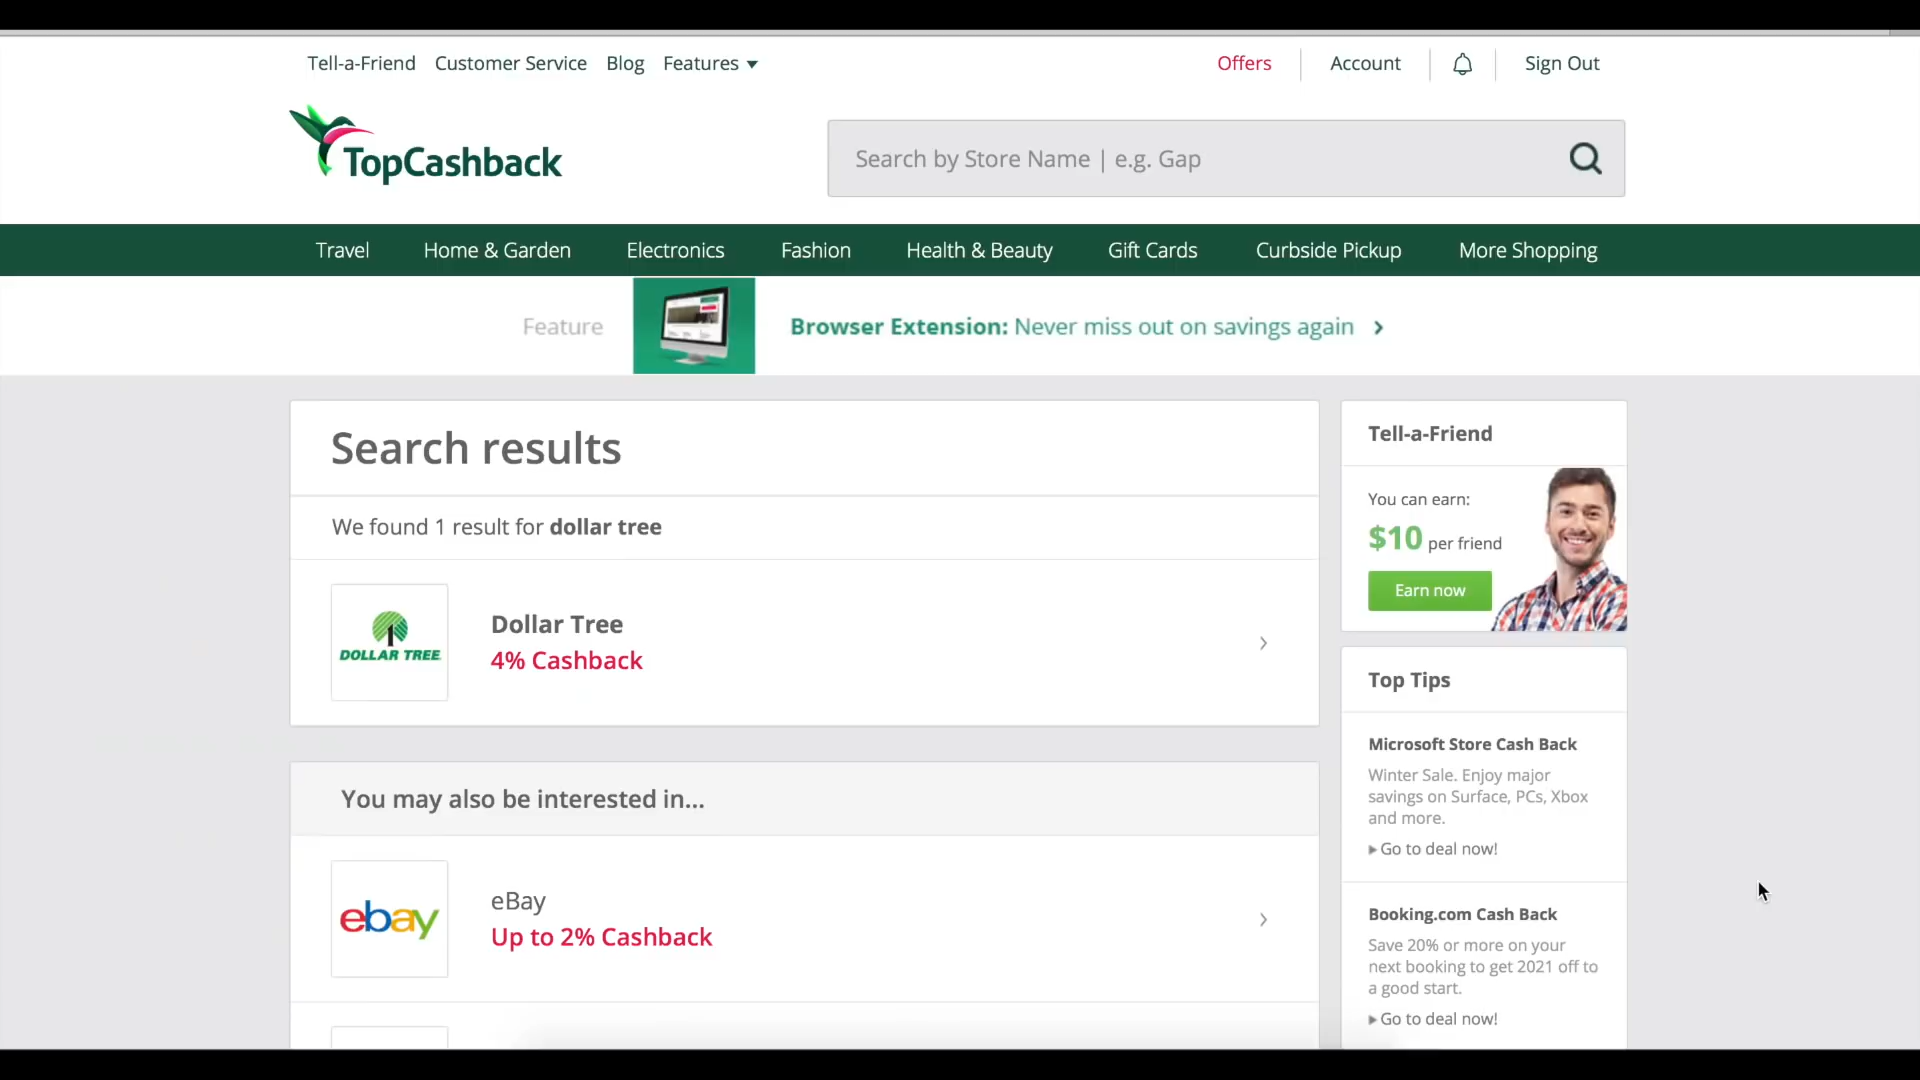 Tell-a-Friend Customer Service Blog Features
Offers Account Sign Out
TopCashback
Search by Store Name | e.g. Gap
Travel Home & Garden Electronics Fashion Health & Beauty Gift Cards Curbside Pickup More Shopping
Feature
Browser Extension: Never miss out on savings again
Search results
We found 1 result for dollar tree
DOLLAR TREE
Dollar Tree
4% Cashback
You may also be interested in...
ebay
eBay
Up to 2% Cashback
Tell-a-Friend
You can earn:
$10 per friend
Earn now
Top Tips
Microsoft Store Cash Back
Winter Sale. Enjoy major
savings on Surface, PCs, Xbox
and more.
Go to deal now!
Booking.com Cash Back
Save 20% or more on your
next booking to get 2021 off to
a good start.
Go to deal now!